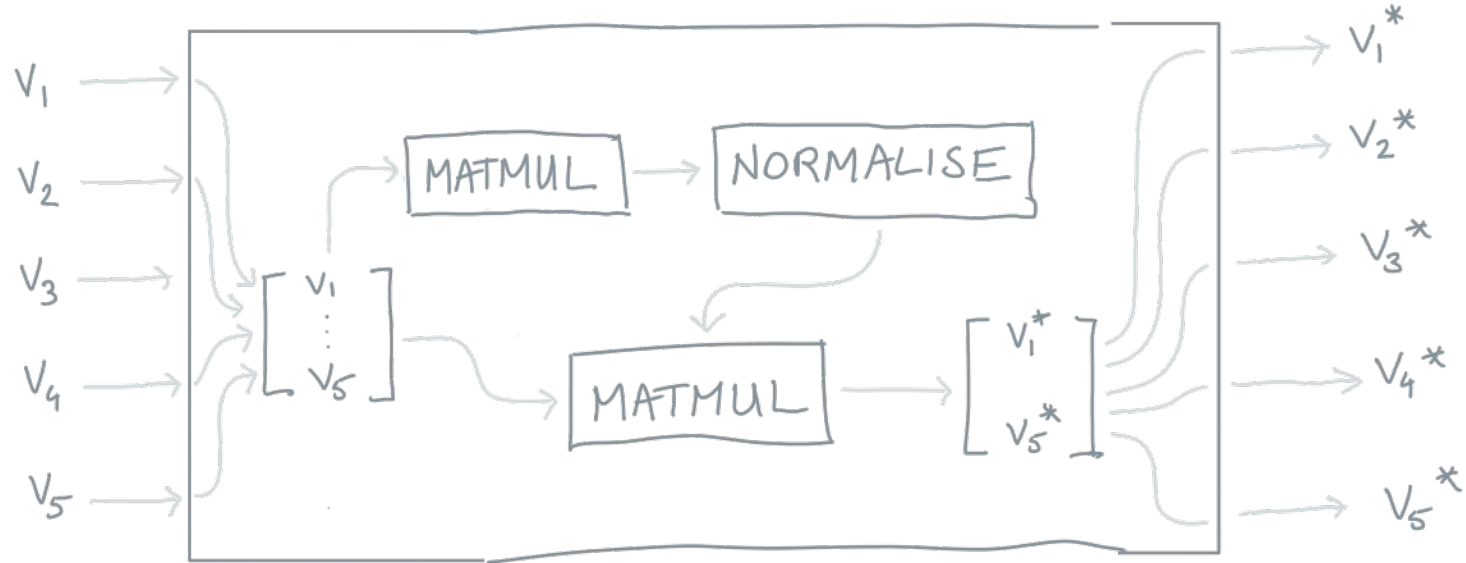 V1
V2
V3
V4
V5
MATMUL
NORMALISE
V1
V5
MATMUL
V1*
V5*
V1*
V2*
V3*
V4*
V5*